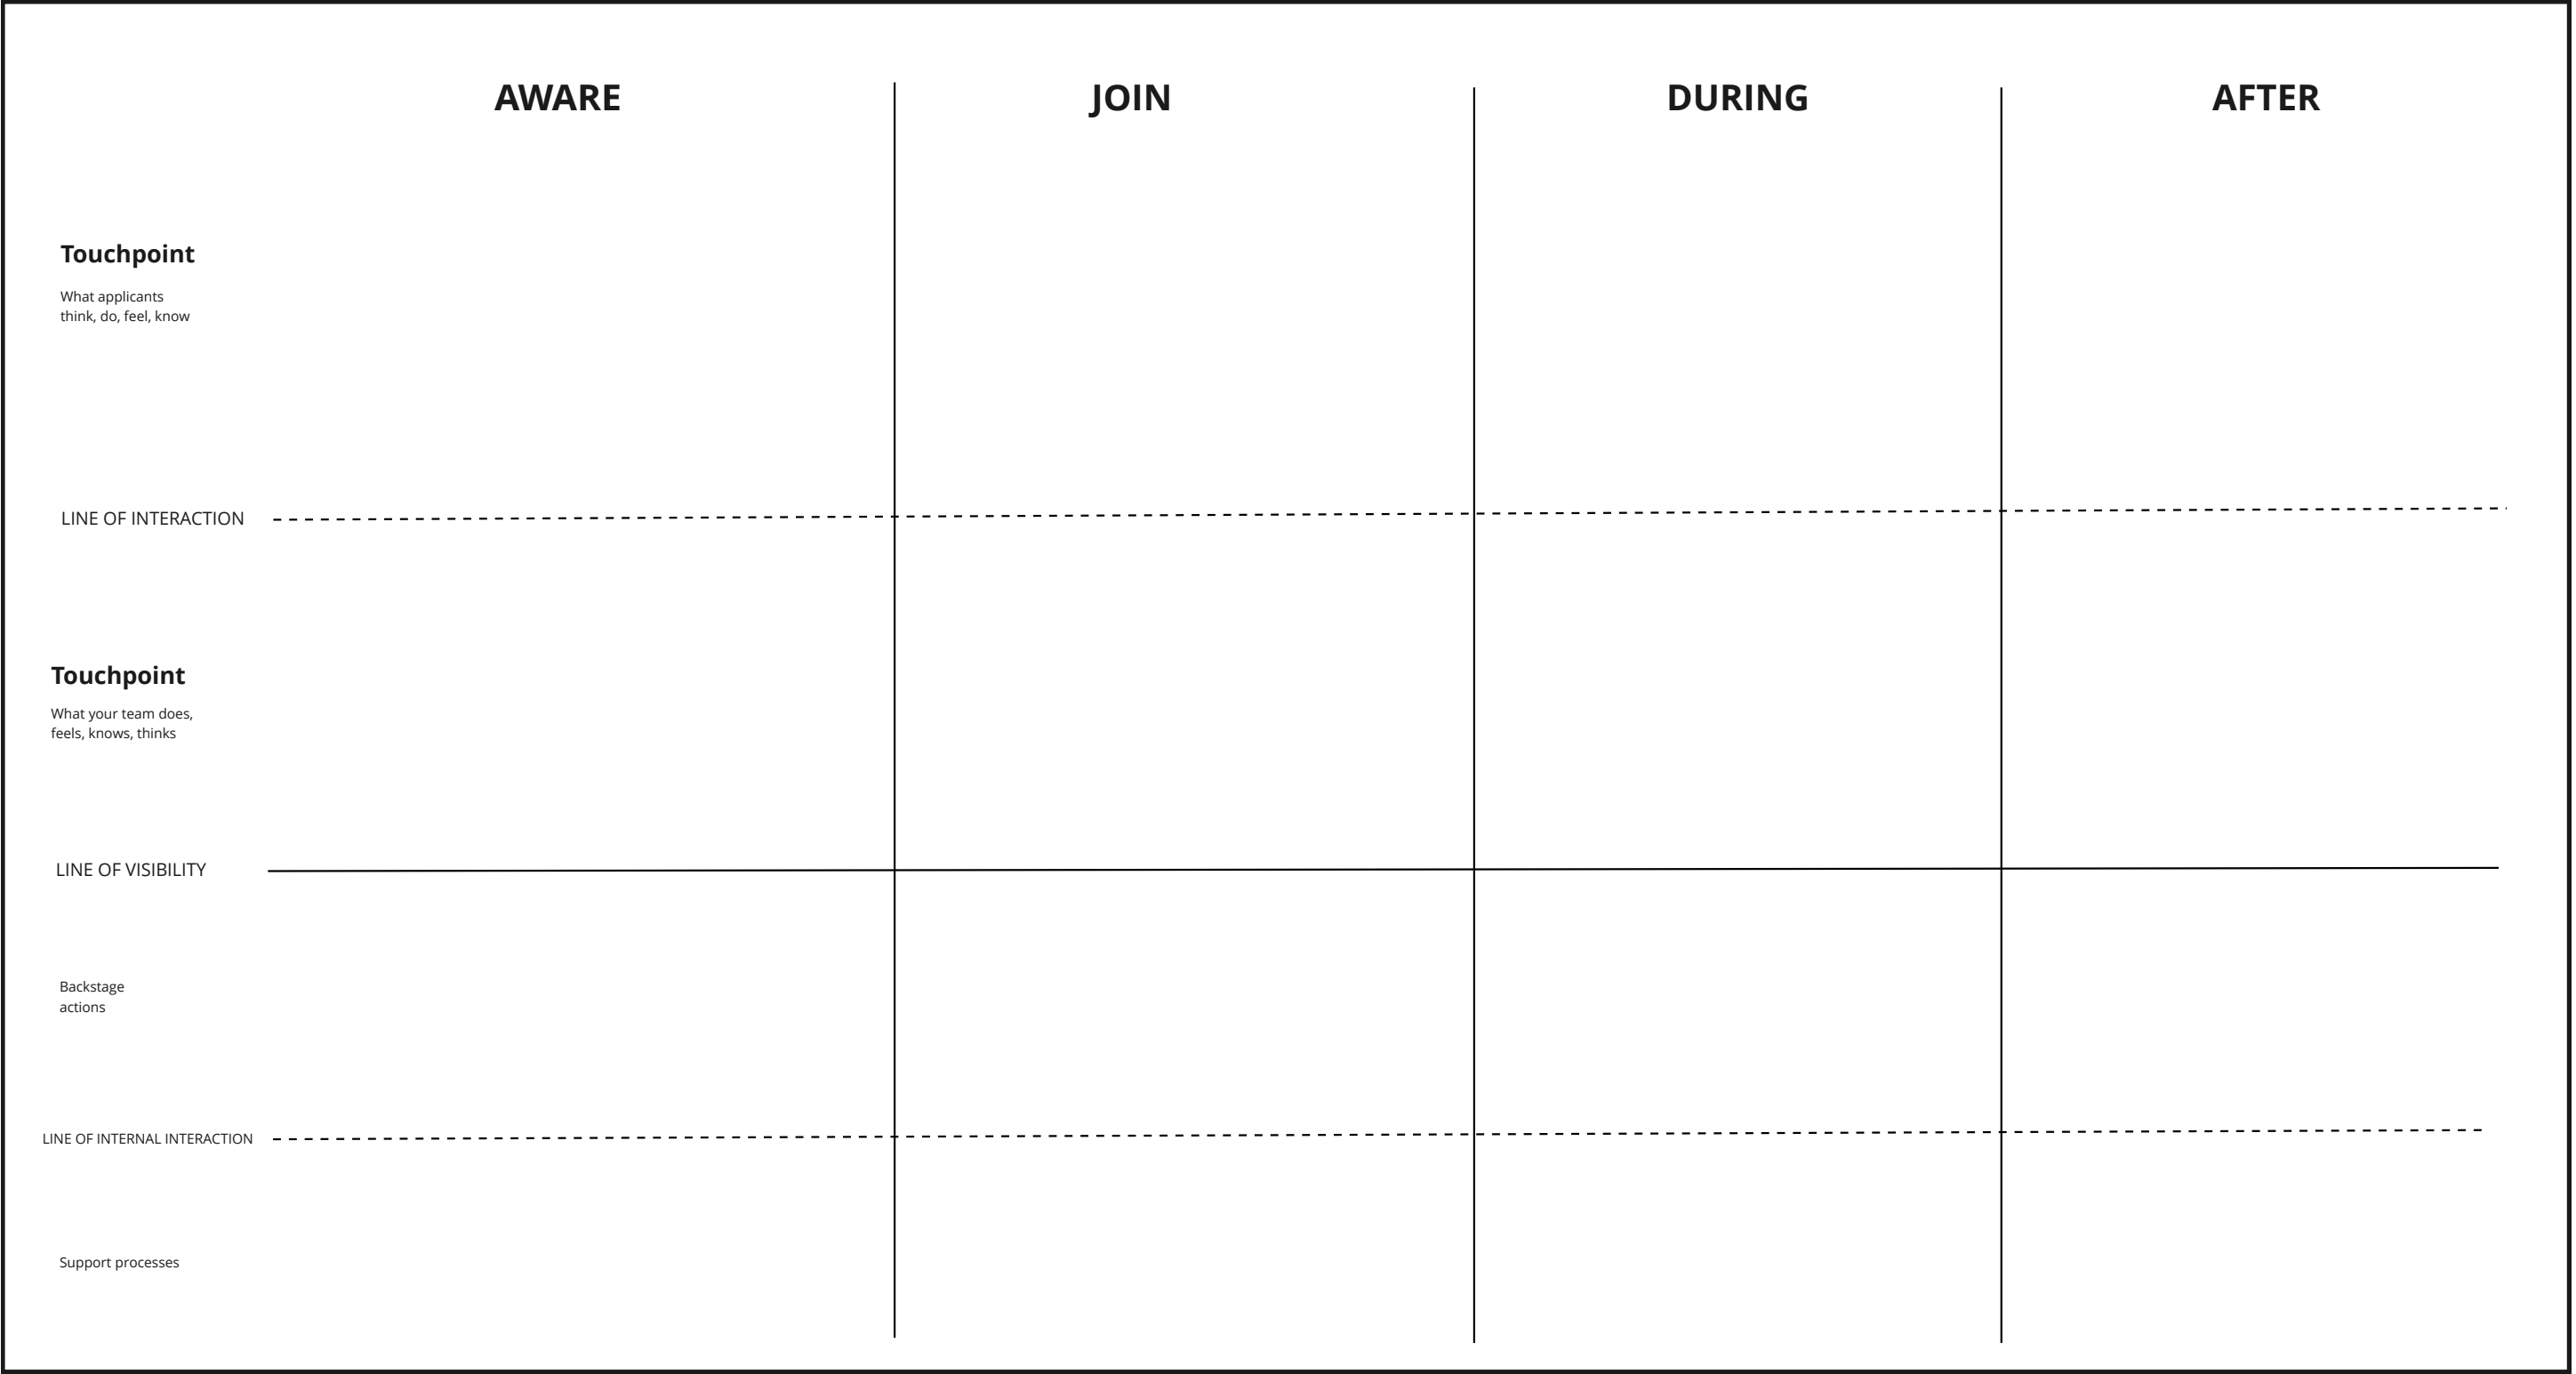 AWARE
JOIN
DURING
AFTER
Touchpoint
What applicants
think, do, feel, know
LINE OF INTERACTION
Touchpoint
What your team does,
feels, knows, thinks
LINE OF VISIBILITY
Backstage
actions
LINE OF INTERNAL INTERACTION
Support processes